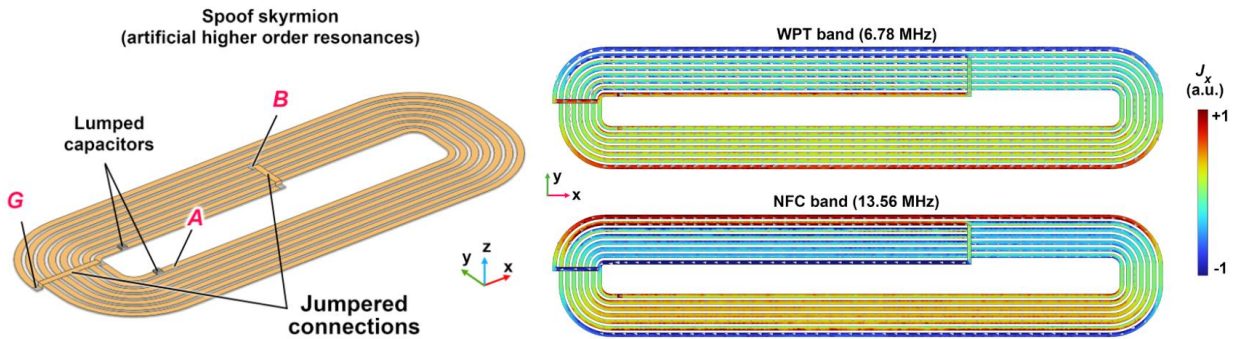 Spoof skyrmion
(artificial higher order resonances)
B
Lumped
capacitors
G
A
Jumpered
connections
y
z
x
WPT band (6.78 MHz)
y
x
NFC band (13.56 MHz)
Jx
(a.u.)
+1
-1